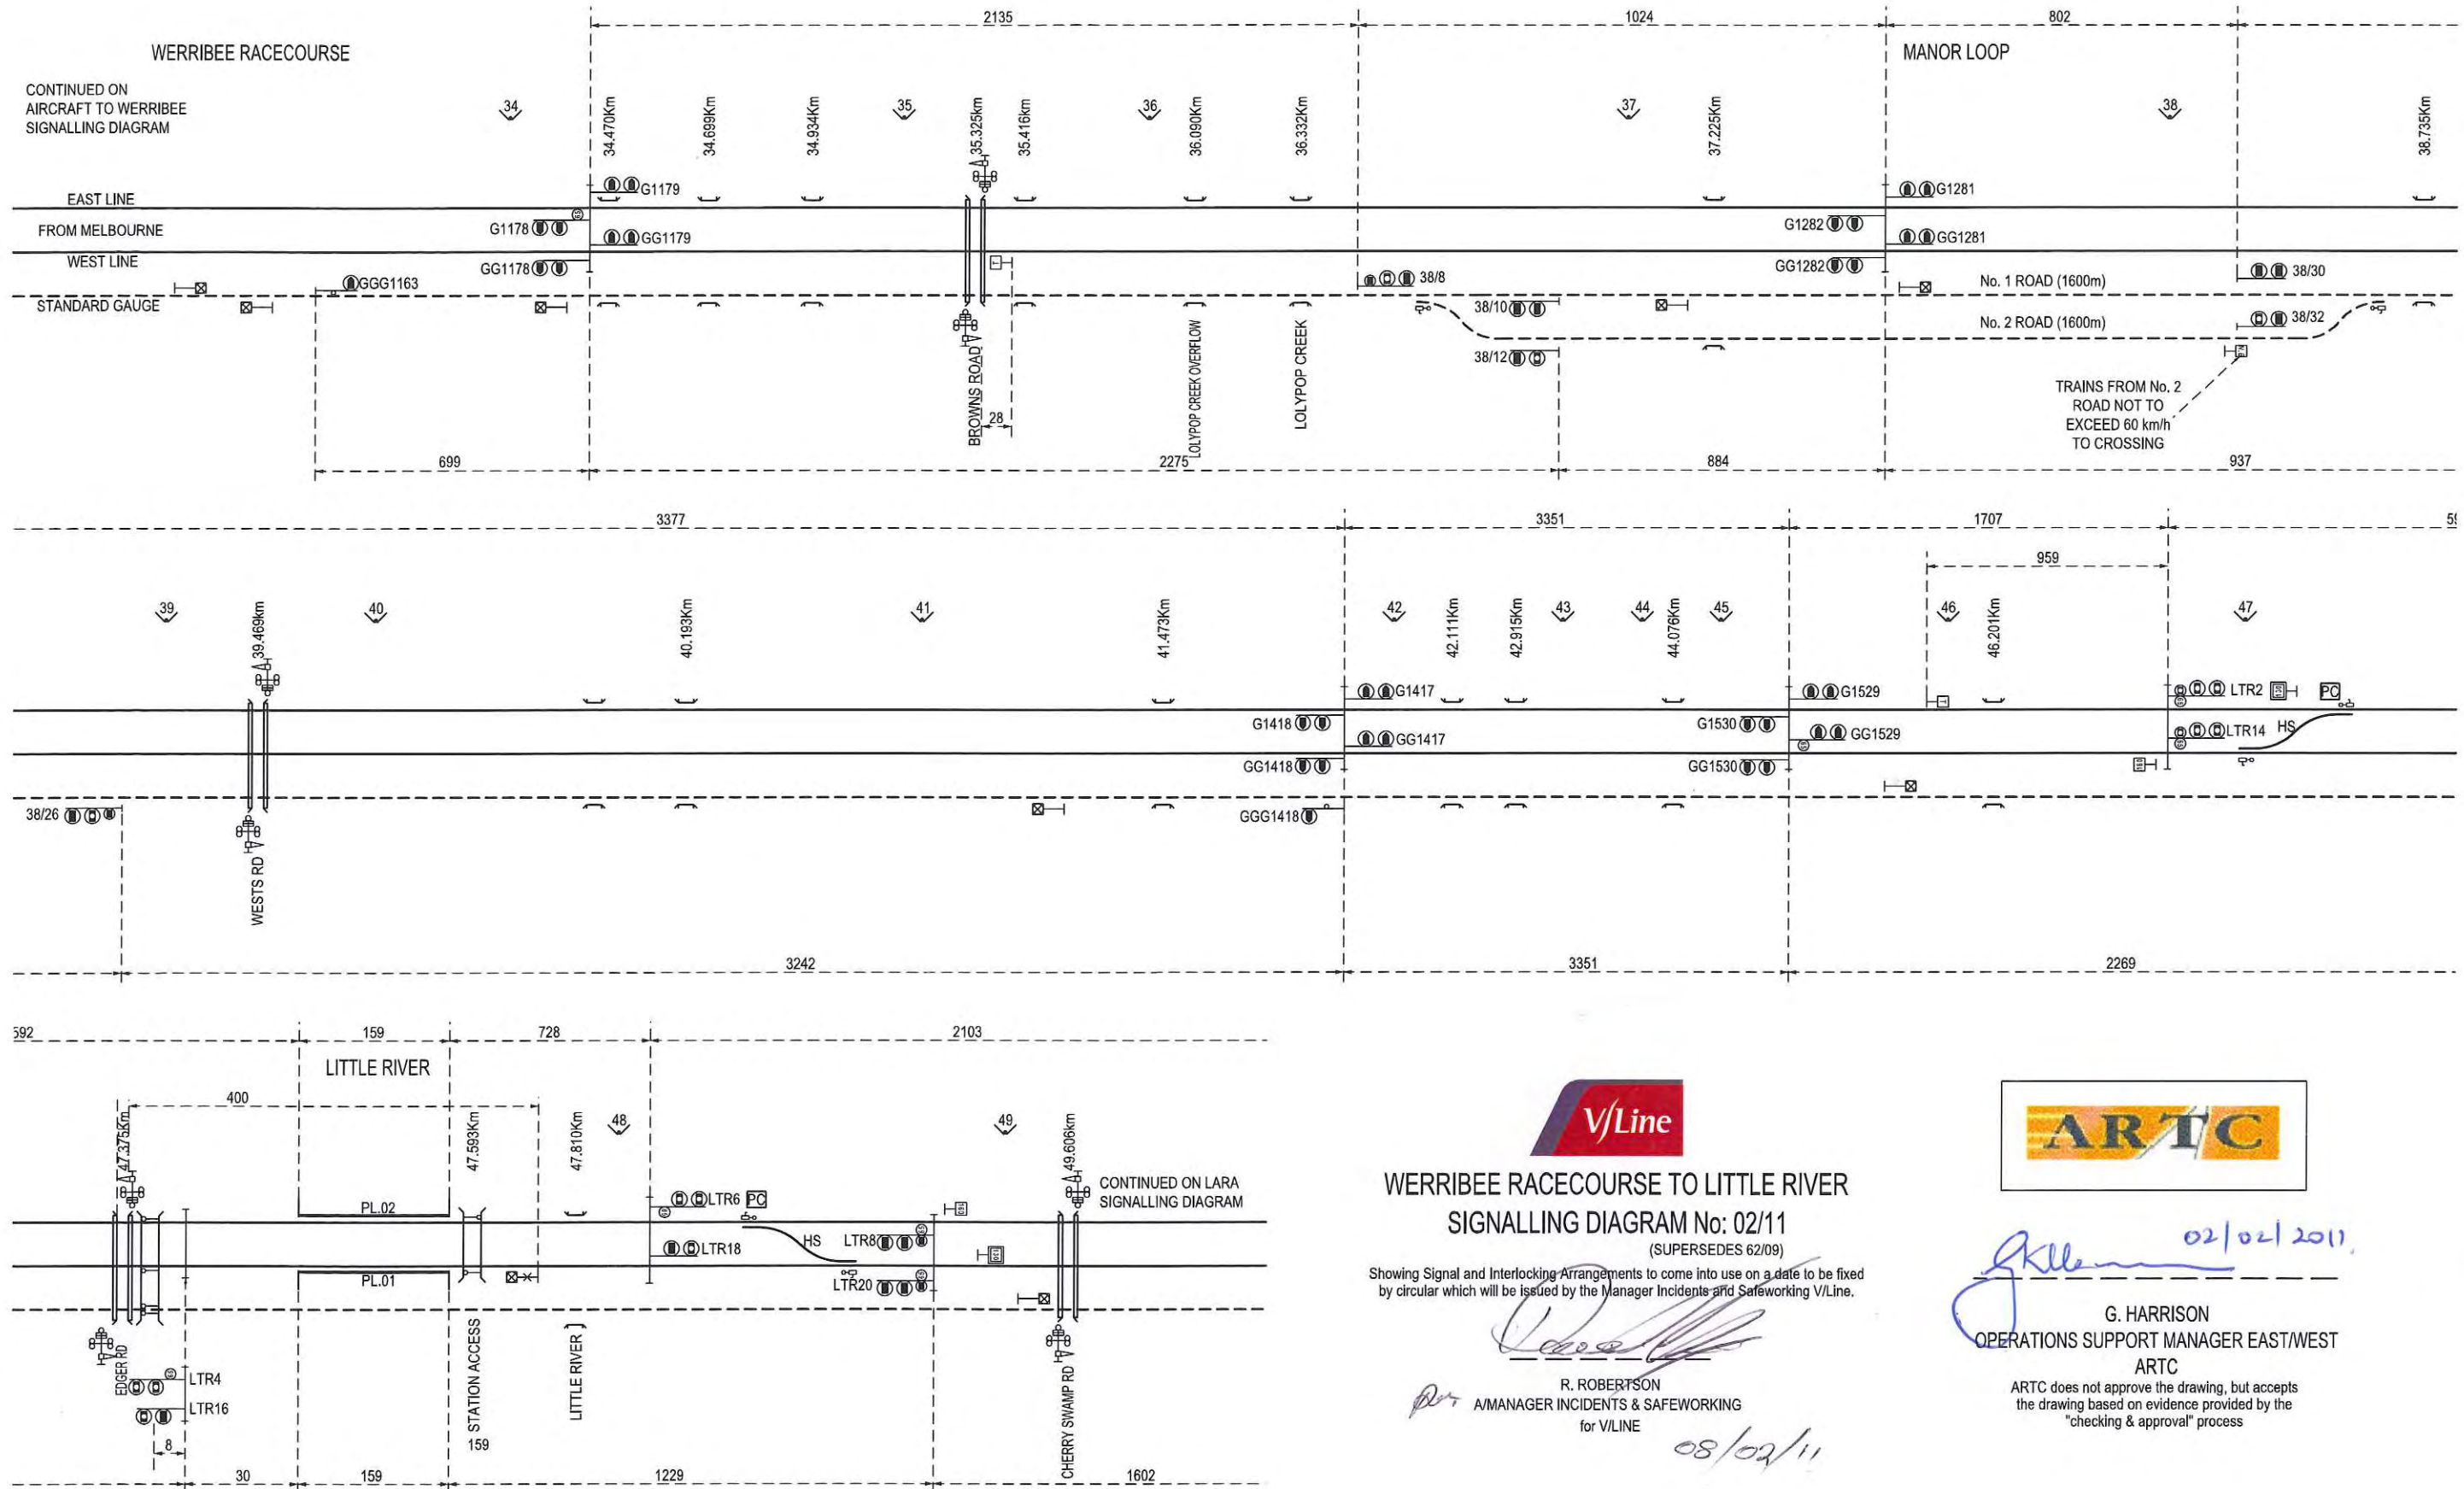 2135
1024
802
WERRIBEE RACECOURSE
MANOR LOOP
CONTINUED ON
AIRCRAFT TO WERRIBEE
SIGNALLING DIAGRAM
34
34.470Km
34.699Km
34.934Km
35
35.325km
35.416km
36
36.090Km
36.332Km
37
37.225Km
38
38.735Km
EAST LINE
G1179
G1281
FROM MELBOURNE
G1178
GG1179
G1282
GG1281
WEST LINE
GG1178
GG1282
GGG1163
38/8
No. 1 ROAD (1600m)
38/30
STANDARD GAUGE
38/10
No. 2 ROAD (1600m)
38/32
38/12
BROWNS ROAD
28
LOLYPOP CREEK OVERFLOW
LOLYPOP CREEK
TRAINS FROM No. 2
ROAD NOT TO
EXCEED 60 km/h
TO CROSSING
699
2275
884
937
3377
3351
1707
959
39
39.469km
40
40.193Km
41
41.473Km
42
42.111Km
42.915Km
43
44
44.076Km
45
46
46.201Km
47
G1417
G1529
LTR2
PC
G1418
GG1417
G1530
GG1529
LTR14
HS
GG1418
GG1530
38/26
GGG1418
WESTS RD
3242
3351
2269
592
159
728
2103
LITTLE RIVER
400
47.375Km
47.593Km
47.810Km
48
49
49.606km
CONTINUED ON LARA
SIGNALLING DIAGRAM
PL.02
LTR6
PC
LTR18
HS
LTR8
PL.01
LTR20
EDGER RD
LTR4
LTR16
8
STATION ACCESS
159
LITTLE RIVER
CHERRY SWAMP RD
30
159
1229
1602
V/Line
WERRIBEE RACECOURSE TO LITTLE RIVER
SIGNALLING DIAGRAM No: 02/11
(SUPERSEDES 62/09)
Showing Signal and Interlocking Arrangements to come into use on a date to be fixed
by circular which will be issued by the Manager Incidents and Safeworking V/Line.
R. ROBERTSON
A/MANAGER INCIDENTS & SAFEWORKING
for V/LINE
08/02/11
ARTC
02/02/2011
G. HARRISON
OPERATIONS SUPPORT MANAGER EAST/WEST
ARTC
ARTC does not approve the drawing, but accepts
the drawing based on evidence provided by the
"checking & approval" process